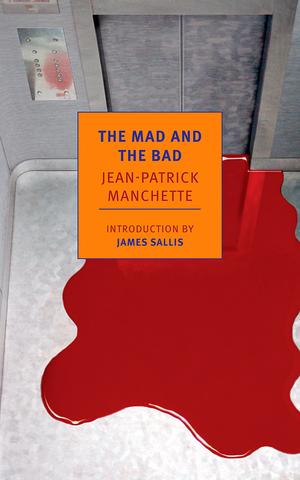 THE MAD AND
THE BAD
JEAN-PATRICK
MANCHETTE
INTRODUCTION BY
JAMES SALLIS